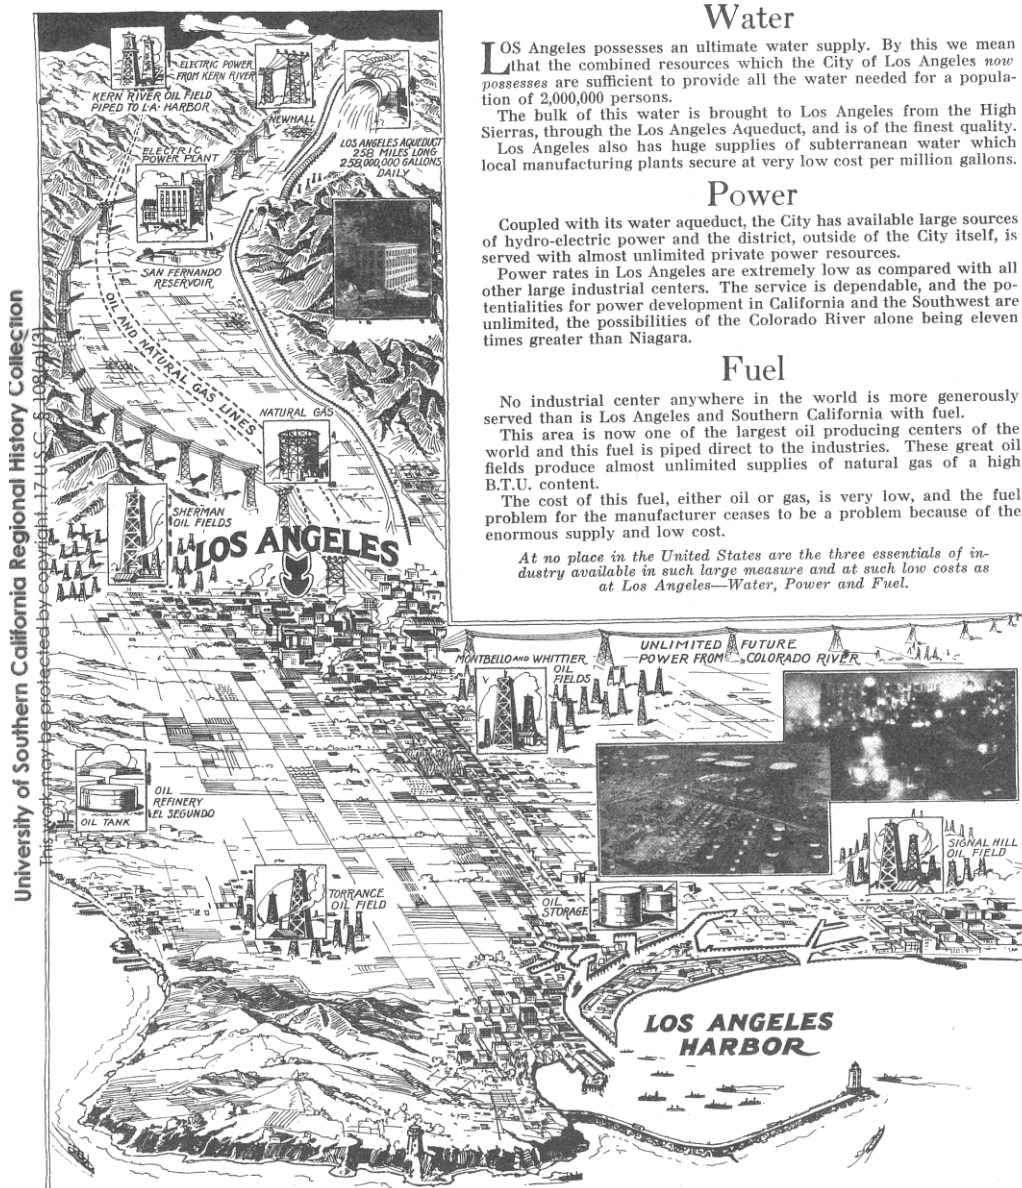 Water
LOS Angeles possesses an ultimate water supply. By this we mean
that the combined resources which the City of Los Angeles now
possesses are sufficient to provide all the water needed for a popula-
tion of 2,000,000 persons.
The bulk of this water is brought to Los Angeles from the High
Sierras, through the Los Angeles Aqueduct, and is of the finest quality.
Los Angeles also has huge supplies of subterranean water which
local manufacturing plants secure at very low cost per million gallons.
Power
Coupled with its water aqueduct, the City has available large sources
of hydro-electric power and the district, outside of the City itself, is
served with almost unlimited private power resources.
Power rates in Los Angeles are extremely low as compared with all
other large industrial centers. The service is dependable, and the po-
tentialities for power development in California and the Southwest are
unlimited, the possibilities of the Colorado River alone being eleven
times greater than Niagara.
Fuel
No industrial center anywhere in the world is more generously
served than is Los Angeles and Southern California with fuel.
This area is now one of the largest oil producing centers of the
world and this fuel is piped direct to the industries. These great oil
fields produce almost unlimited supplies of natural gas of a high
B.T.U. content.
The cost of this fuel, either oil or gas, is very low, and the fuel
problem for the manufacturer ceases to be a problem because of the
enormous supply and low cost.
At no place in the United States are the three essentials of in-
dustry available in such large measure and at such low costs as
at Los Angeles—Water, Power and Fuel.
KERN RIVER OIL FIELD
PIPED TO L.A. HARBOR
ELECTRIC POWER
FROM KERN RIVER
NEWHALL
LOS ANGELES AQUEDUCT
258 MILES LONG
258,000,000 GALLONS
DAILY
ELECTRIC
POWER PLANT
SAN FERNANDO
RESERVOIR
OIL AND NATURAL GAS LINES
NATURAL GAS
SHERMAN
OIL FIELDS
LOS ANGELES
MONTBELLO AND WHITTIER
OIL
FIELDS
UNLIMITED FUTURE
POWER FROM COLORADO RIVER
OIL
REFINERY
EL SEGUNDO
OIL TANK
TORRANCE
OIL FIELD
OIL
STORAGE
SIGNAL HILL
OIL FIELD
LOS ANGELES
HARBOR
University of Southern California Regional History Collection
This work may be protected by copyright. 17 U.S.C. § 108(a)(3)